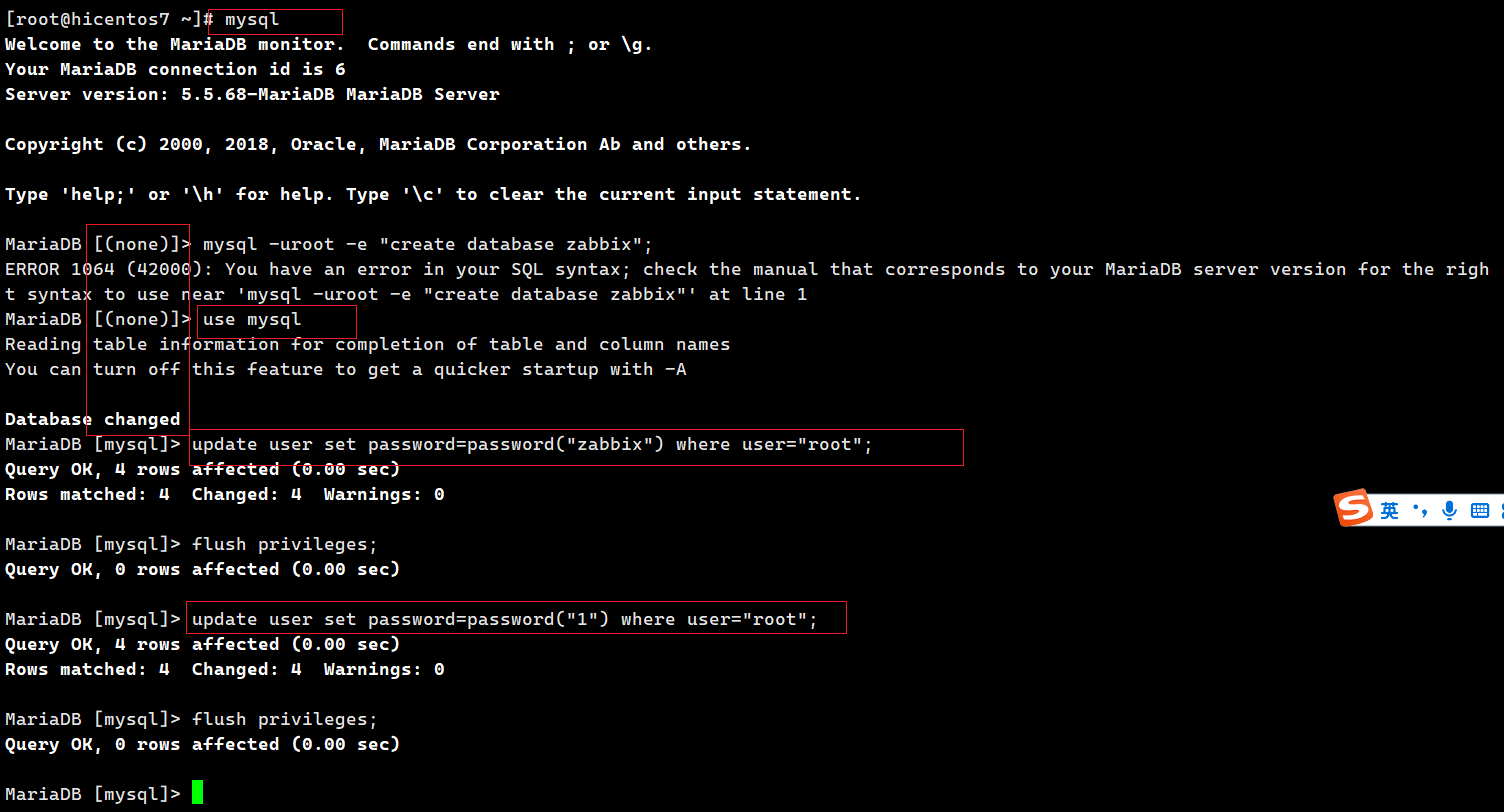 [root@hicentos7 ~]# mysql
Welcome to the MariaDB monitor.  Commands end with ; or \g.
Your MariaDB connection id is 6
Server version: 5.5.68-MariaDB MariaDB Server
Copyright (c) 2000, 2018, Oracle, MariaDB Corporation Ab and others.
Type 'help;' or '\h' for help. Type '\c' to clear the current input statement.
MariaDB [(none)]> mysql -uroot -e "create database zabbix";
ERROR 1064 (42000): You have an error in your SQL syntax; check the manual that corresponds to your MariaDB server version for the righ
t syntax to use near 'mysql -uroot -e "create database zabbix"' at line 1
MariaDB [(none)]> use mysql
Reading table information for completion of table and column names
You can turn off this feature to get a quicker startup with -A
Database changed
MariaDB [mysql]> update user set password=password("zabbix") where user="root";
Query OK, 4 rows affected (0.00 sec)
Rows matched: 4  Changed: 4  Warnings: 0
英
MariaDB [mysql]> flush privileges;
Query OK, 0 rows affected (0.00 sec)
MariaDB [mysql]> update user set password=password("1") where user="root";
Query OK, 4 rows affected (0.00 sec)
Rows matched: 4  Changed: 4  Warnings: 0
MariaDB [mysql]> flush privileges;
Query OK, 0 rows affected (0.00 sec)
MariaDB [mysql]>